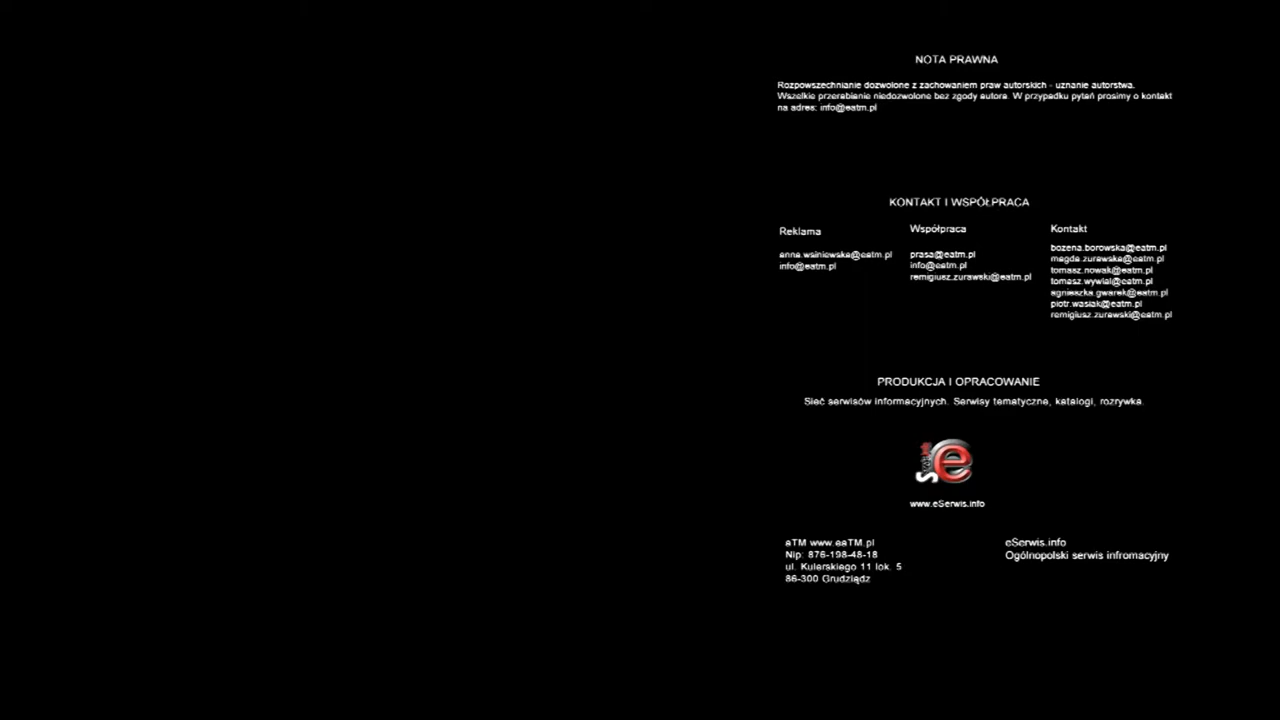 NOTA PRAWNA
Rozpowszechnianie dozwolone z zachowaniem praw autorskich - uznanie autorstwa.
Wszelkie przerabianie niedozwolone bez zgody autora. W przypadku pytań prosimy o kontakt
na adres: info@eatm.pl
KONTAKT I WSPÓŁPRACA
Reklama
anna.wsiniewska@eatm.pl
info@eatm.pl
Współpraca
prasa@eatm.pl
info@eatm.pl
remigiusz.zurawski@eatm.pl
Kontakt
bozena.borowska@eatm.pl
magda.zurawska@eatm.pl
tomasz.nowak@eatm.pl
tomasz.wywial@eatm.pl
agnieszka.gwarek@eatm.pl
piotr.wasiak@eatm.pl
remigiusz.zurawski@eatm.pl
PRODUKCJA I OPRACOWANIE
Sieć serwisów informacyjnych. Serwisy tematyczne, katalogi, rozrywka.
www.eSerwis.info
aTM www.eaTM.pl
Nip: 876-198-48-18
ul. Kulerskiego 11 lok. 5
86-300 Grudziądz
eSerwis.info
Ogólnopolski serwis infromacyjny